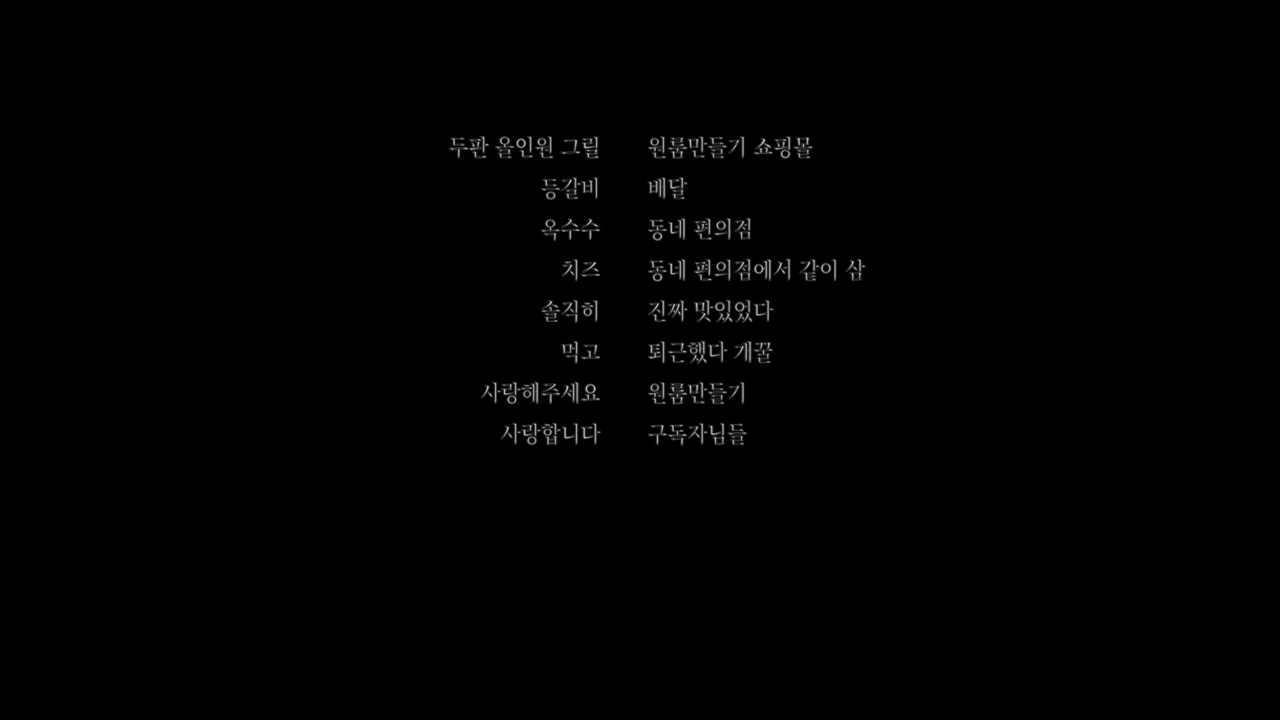 두판 올인원 그릴 원룸만들기 쇼핑몰
등갈비 배달
옥수수 동네 편의점
치즈 동네 편의점에서 같이 삼
솔직히 진짜 맛있었다
먹고 퇴근했다 개꿀
사랑해주세요 원룸만들기
사랑합니다 구독자님들